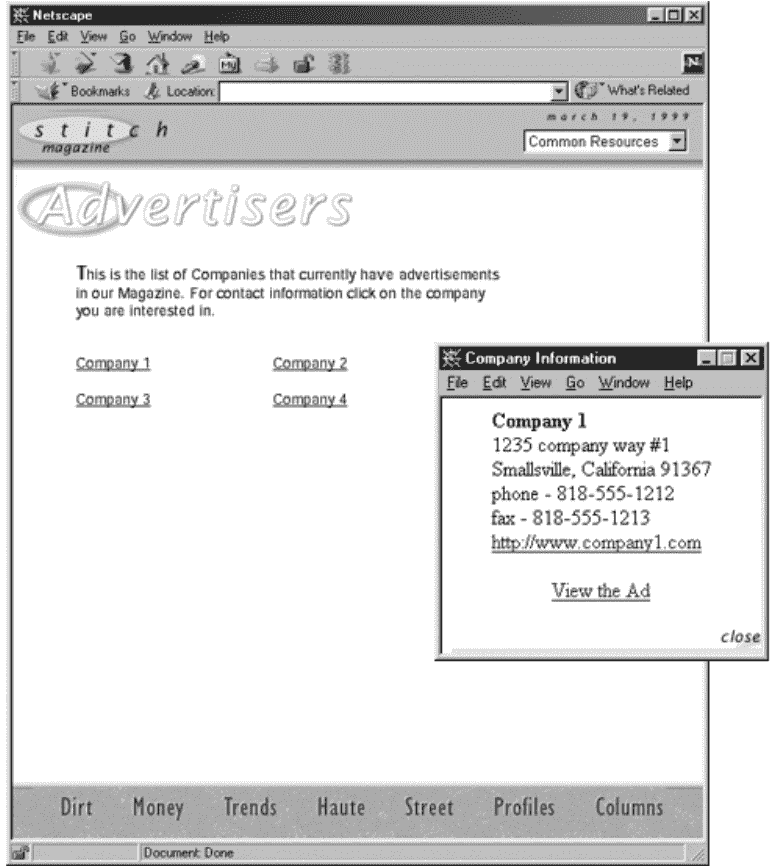 Netscape
File Edit View Go Window Help
My
N
Bookmarks Location: What's Related
stitch
magazine
march 19, 1999
Common Resources
Advertisers
This is the list of Companies that currently have advertisements
in our Magazine. For contact information click on the company
you are interested in.
Company 1 Company 2
Company 3 Company 4
Company Information
File Edit View Go Window Help
Company 1
1235 company way #1
Smallsville, California 91367
phone - 818-555-1212
fax - 818-555-1213
http://www.company1.com
View the Ad
close
Dirt Money Trends Haute Street Profiles Columns
Document: Done